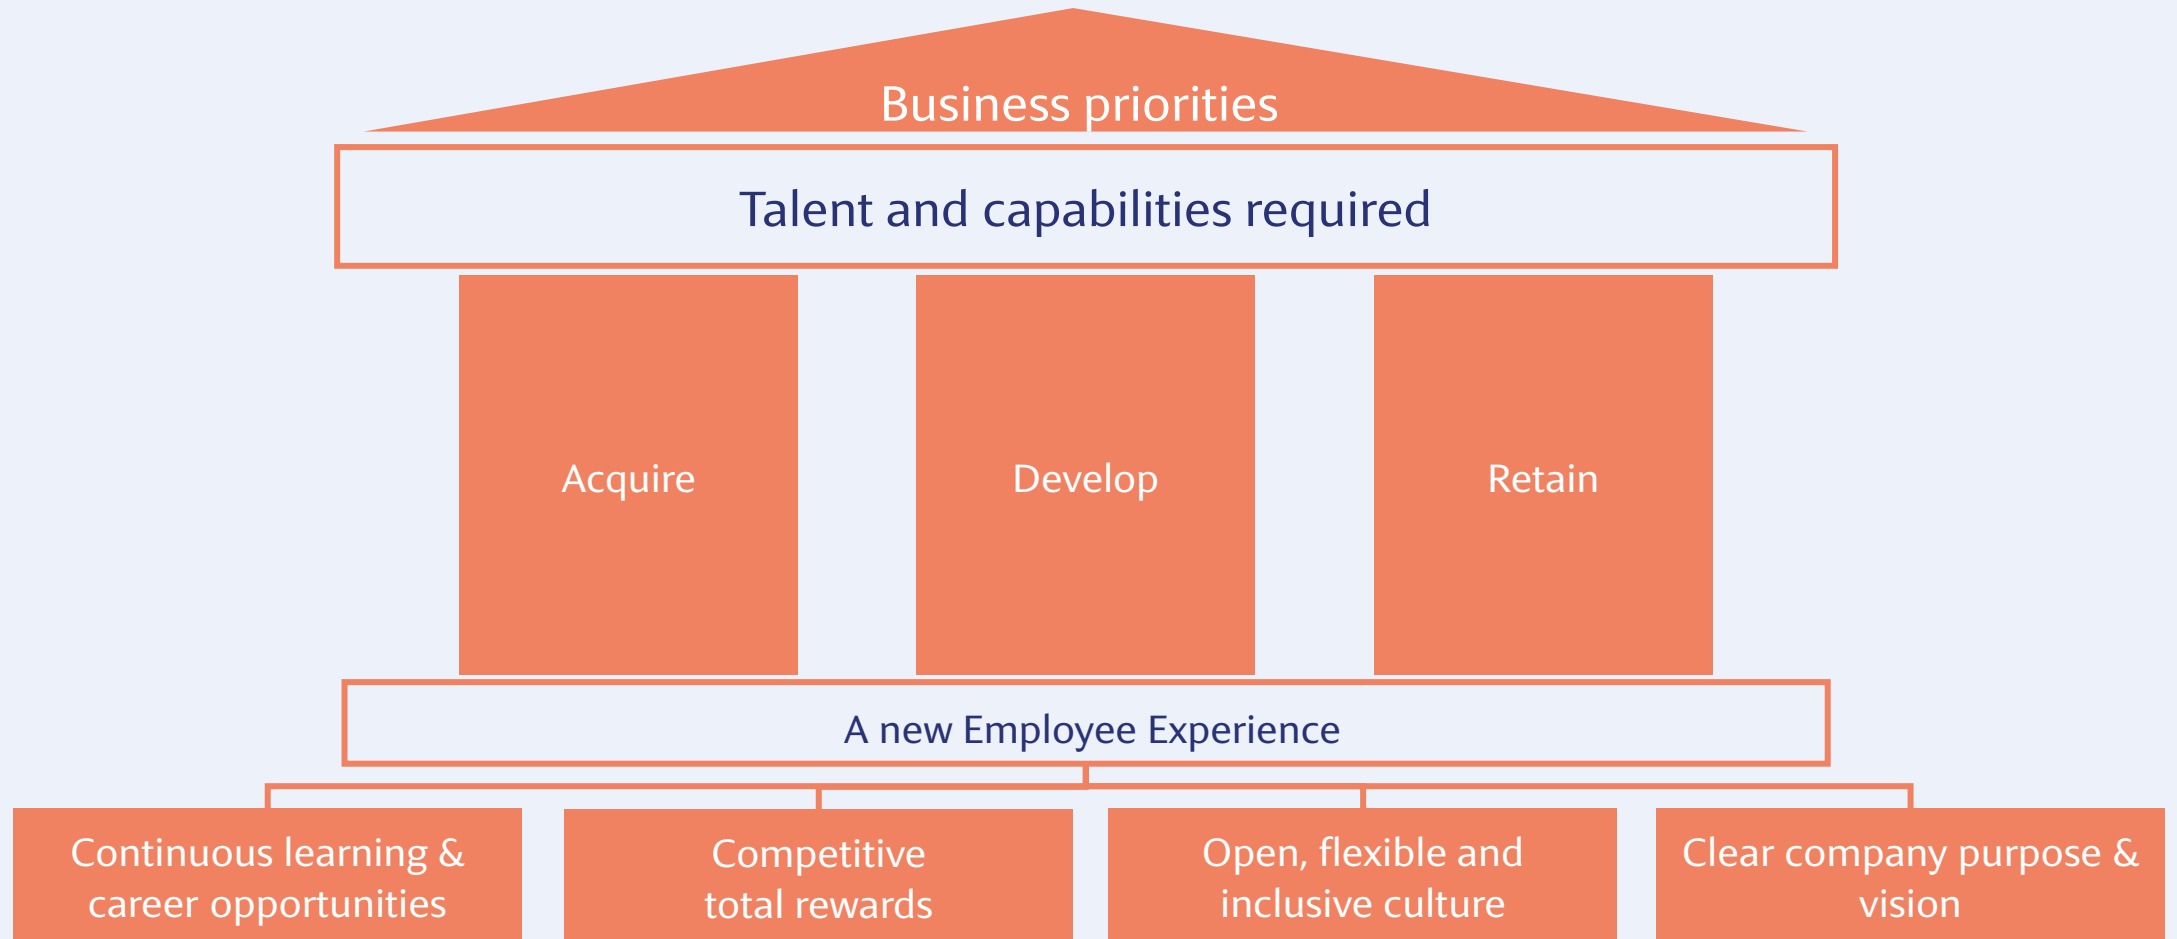 Business priorities
Talent and capabilities required
Acquire
Develop
Retain
A new Employee Experience
Continuous learning &
career opportunities
Competitive
total rewards
Open, flexible and
inclusive culture
Clear company purpose &
vision